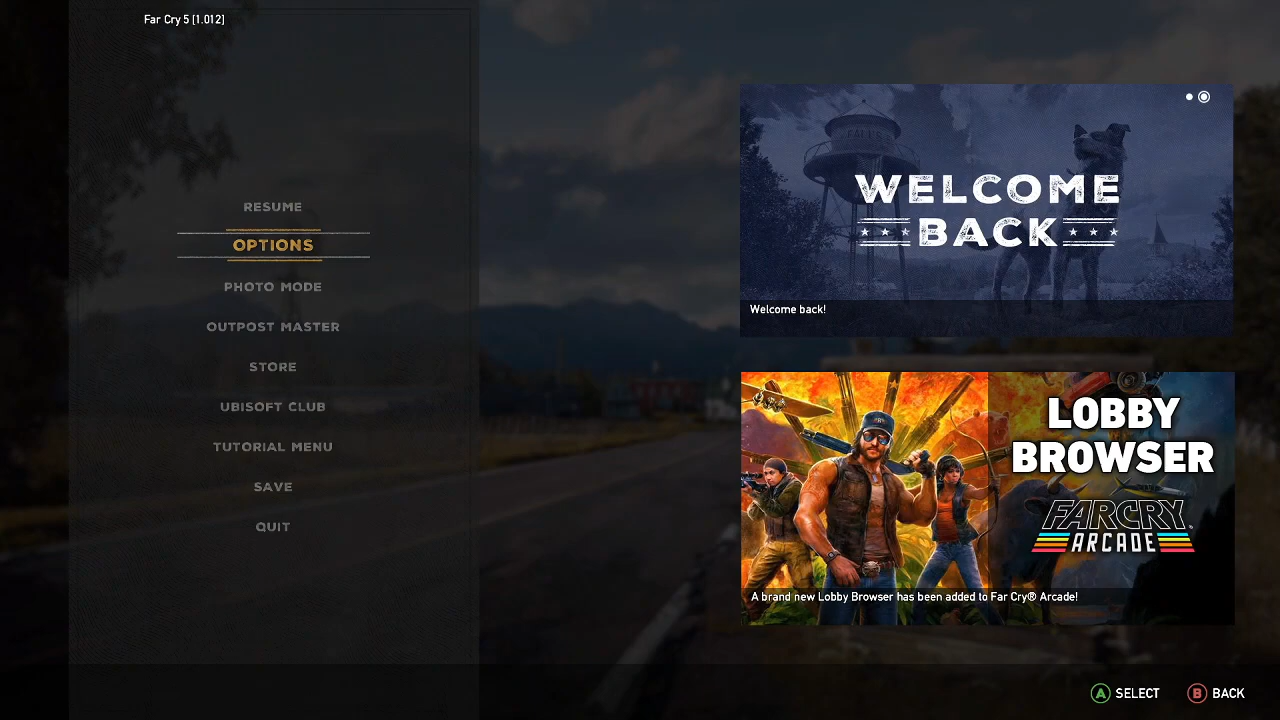 Far Cry 5 [1.012]
RESUME
OPTIONS
PHOTO MODE
OUTPOST MASTER
STORE
UBISOFT CLUB
TUTORIAL MENU
SAVE
QUIT
WELCOME
BACK
Welcome back!
LOBBY
BROWSER
FARCRY®
ARCADE
A brand new Lobby Browser has been added to Far Cry® Arcade!
A SELECT B BACK